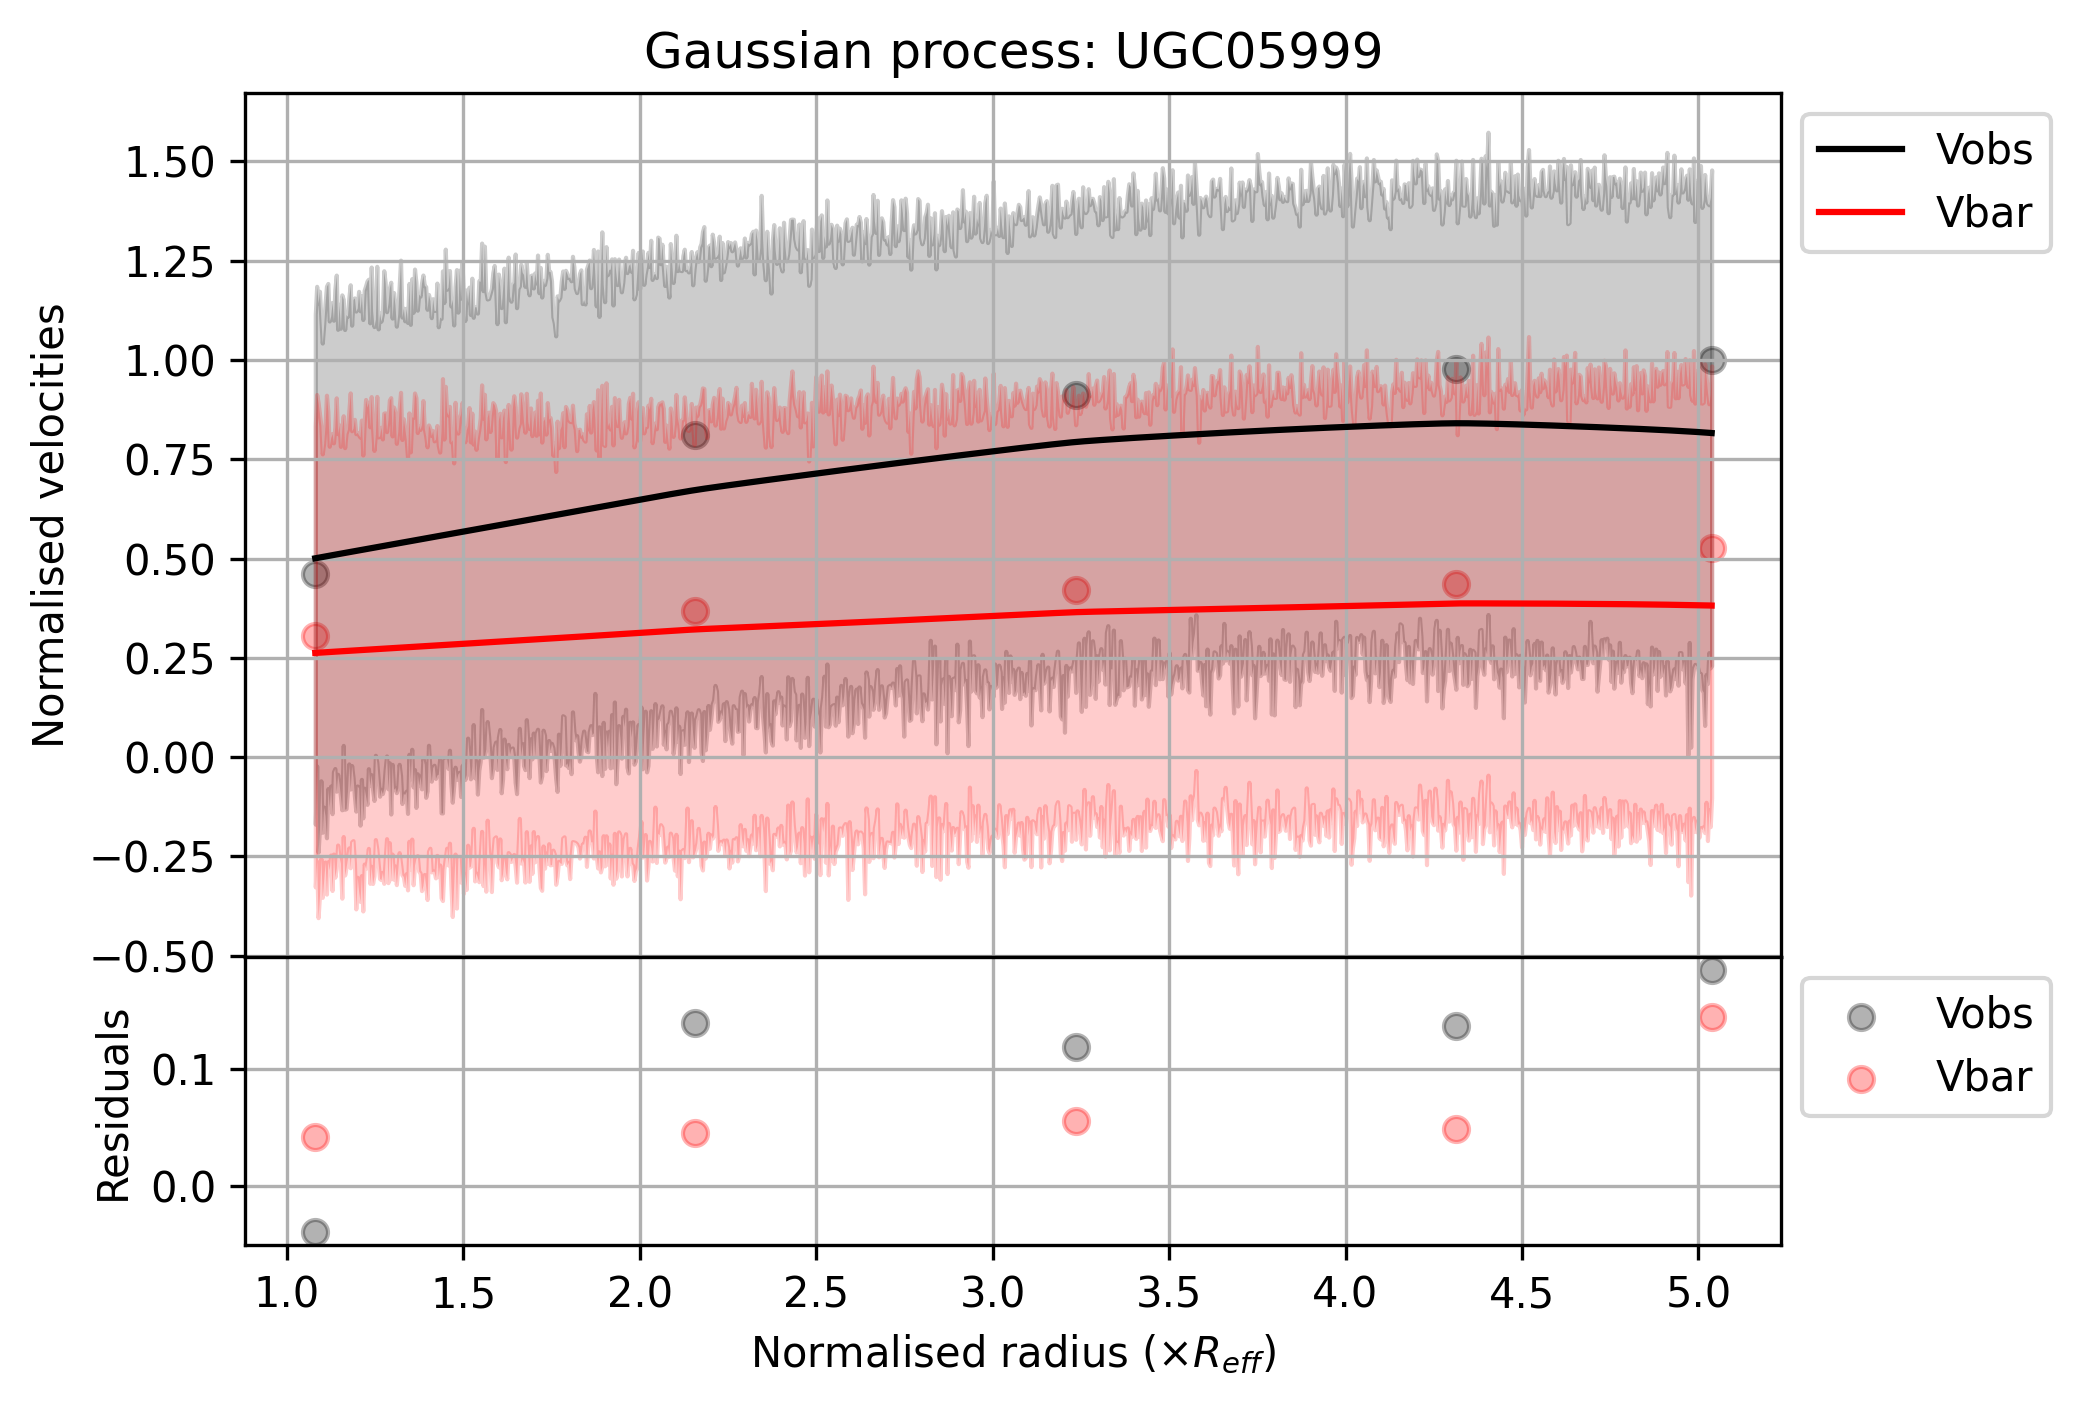 Gaussian process: UGC05999
Normalised velocities
1.50
1.25
1.00
0.75
0.50
0.25
0.00
−0.25
−0.50
Vobs
Vbar
Residuals
0.1
0.0
Vobs
Vbar
1.0 1.5 2.0 2.5 3.0 3.5 4.0 4.5 5.0
Normalised radius (×R_eff)